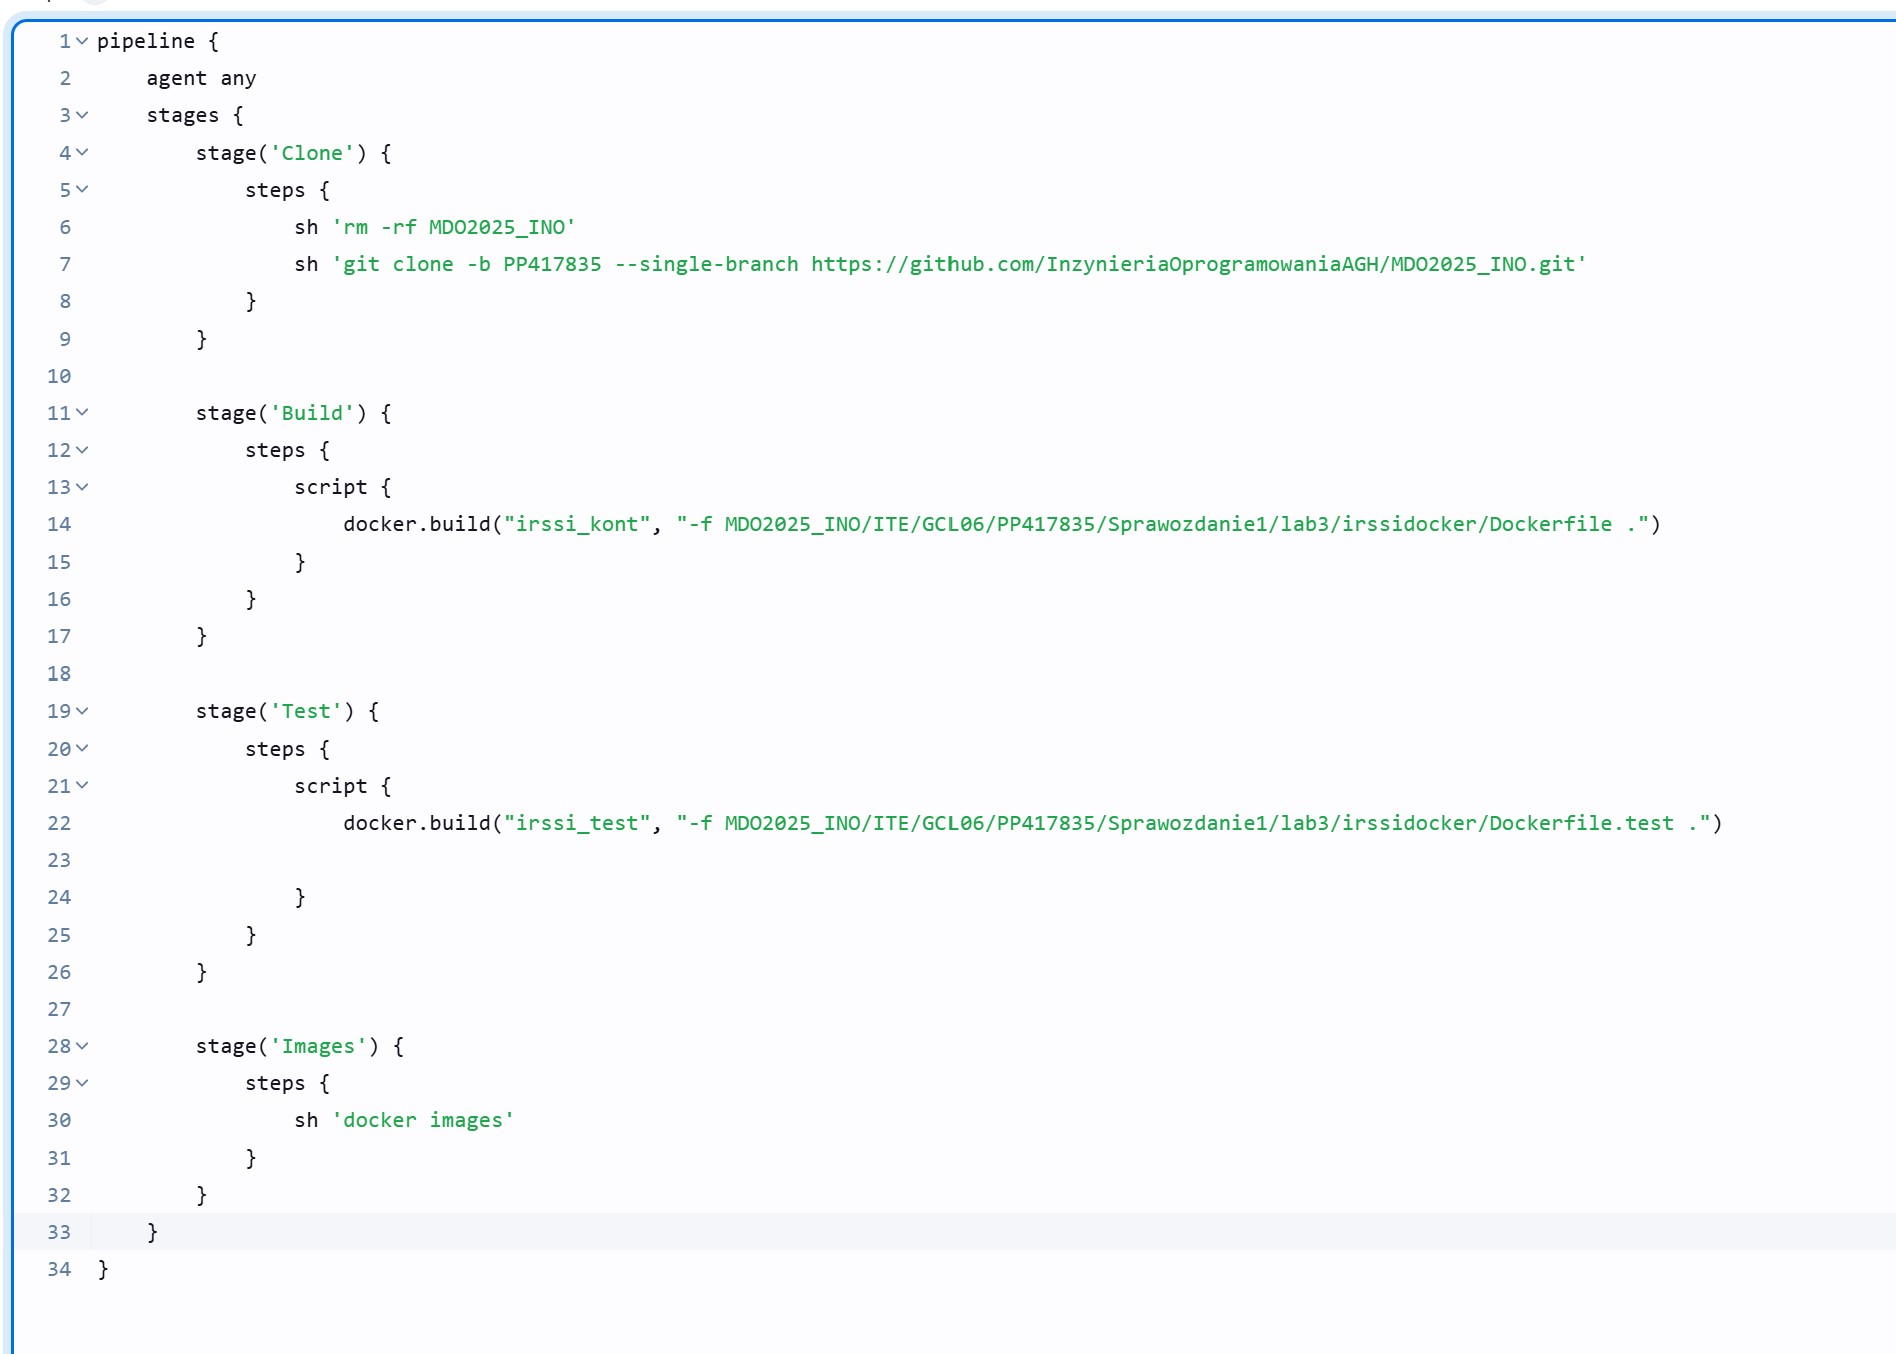 1 pipeline {
2     agent any
3     stages {
4         stage('Clone') {
5             steps {
6                 sh 'rm -rf MDO2025_INO'
7                 sh 'git clone -b PP417835 --single-branch https://github.com/InzynieriaOprogramowaniaAGH/MDO2025_INO.git'
8             }
9         }
10
11         stage('Build') {
12             steps {
13                 script {
14                     docker.build("irssi_kont", "-f MDO2025_INO/ITE/GCL06/PP417835/Sprawozdanie1/lab3/irssidocker/Dockerfile .")
15                 }
16             }
17         }
18
19         stage('Test') {
20             steps {
21                 script {
22                     docker.build("irssi_test", "-f MDO2025_INO/ITE/GCL06/PP417835/Sprawozdanie1/lab3/irssidocker/Dockerfile.test .")
23
24                 }
25             }
26         }
27
28         stage('Images') {
29             steps {
30                 sh 'docker images'
31             }
32         }
33     }
34 }